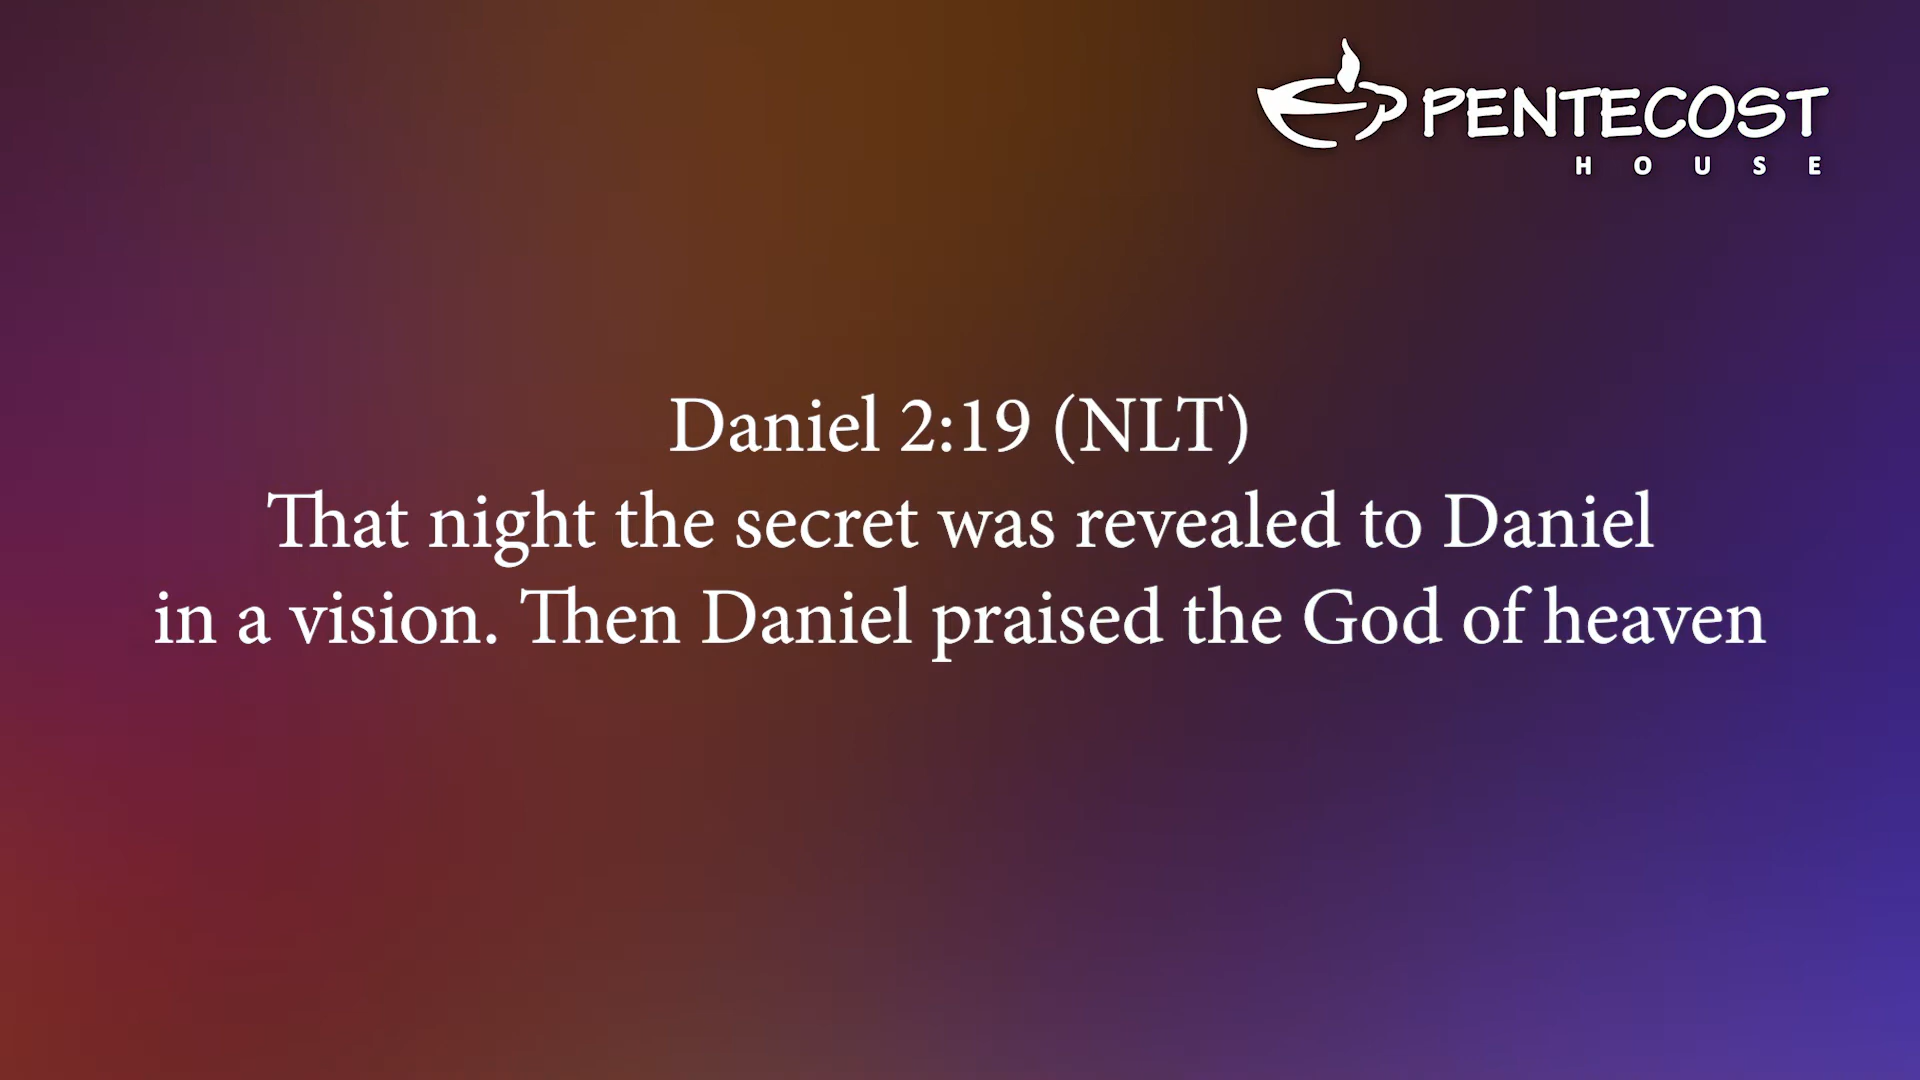 PENTECOST
HOUSE
Daniel 2:19 (NLT)
That night the secret was revealed to Daniel
in a vision. Then Daniel praised the God of heaven